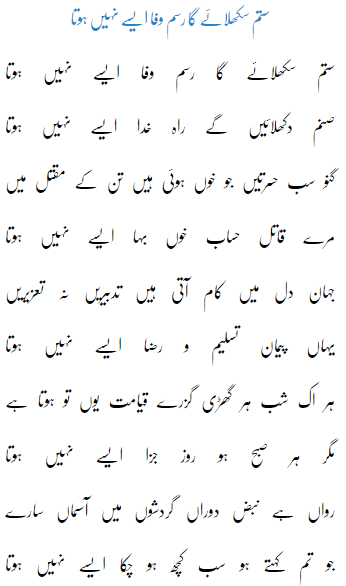 ستم سکھلائے گا رسم وفا ایسے نہیں ہوتا
ستم سکھلائے گا رسم وفا ایسے نہیں ہوتا
صنم دکھلائیں گے راہ خدا ایسے نہیں ہوتا
گنو سب حسرتیں جو خوں ہوئی ہیں تن کے مقتل میں
مرے قاتل حساب خوں بہا ایسے نہیں ہوتا
جہان دل میں کام آتی ہیں تدبیریں نہ تعزیریں
یہاں پیمان تسلیم و رضا ایسے نہیں ہوتا
ہر اک شب ہر گھڑی گزرے قیامت یوں تو ہوتا ہے
مگر ہر صبح ہو روز جزا ایسے نہیں ہوتا
رواں ہے نبض دوراں گردشوں میں آسماں سارے
جو تم کہتے ہو سب کچھ ہو چکا ایسے نہیں ہوتا